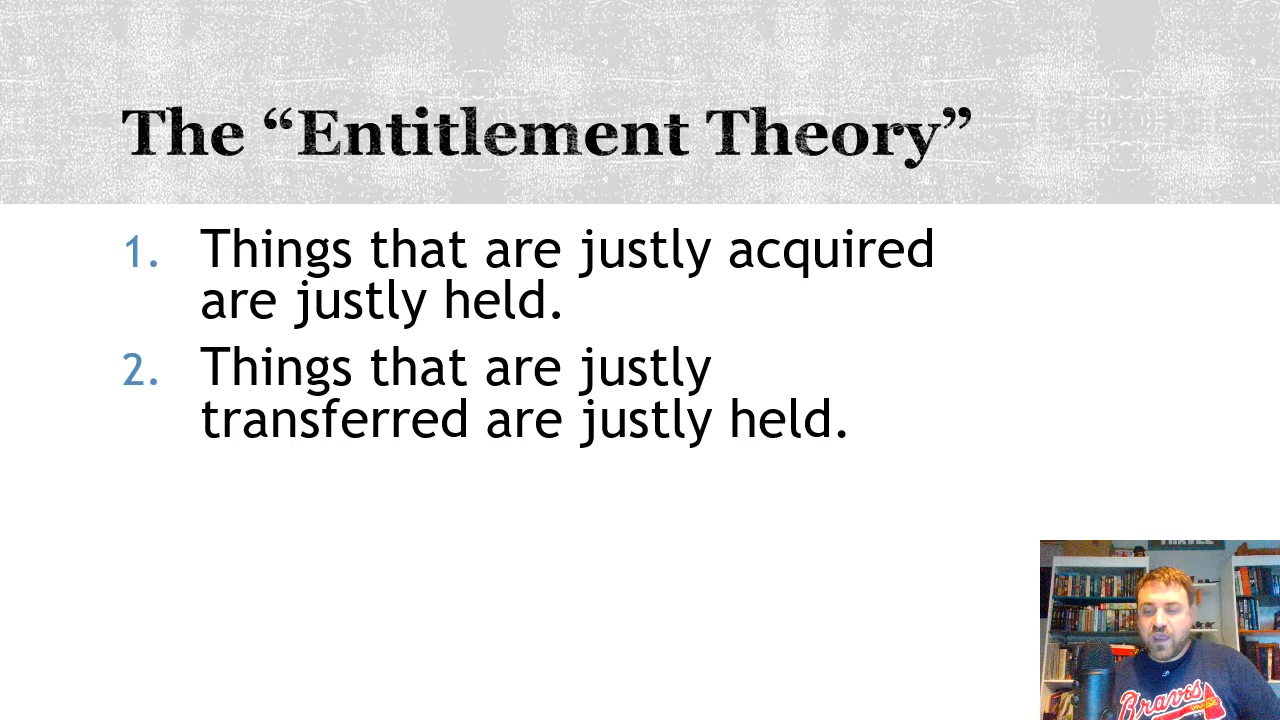 The “Entitlement Theory”
1. Things that are justly acquired
are justly held.
2. Things that are justly
transferred are justly held.
Braves